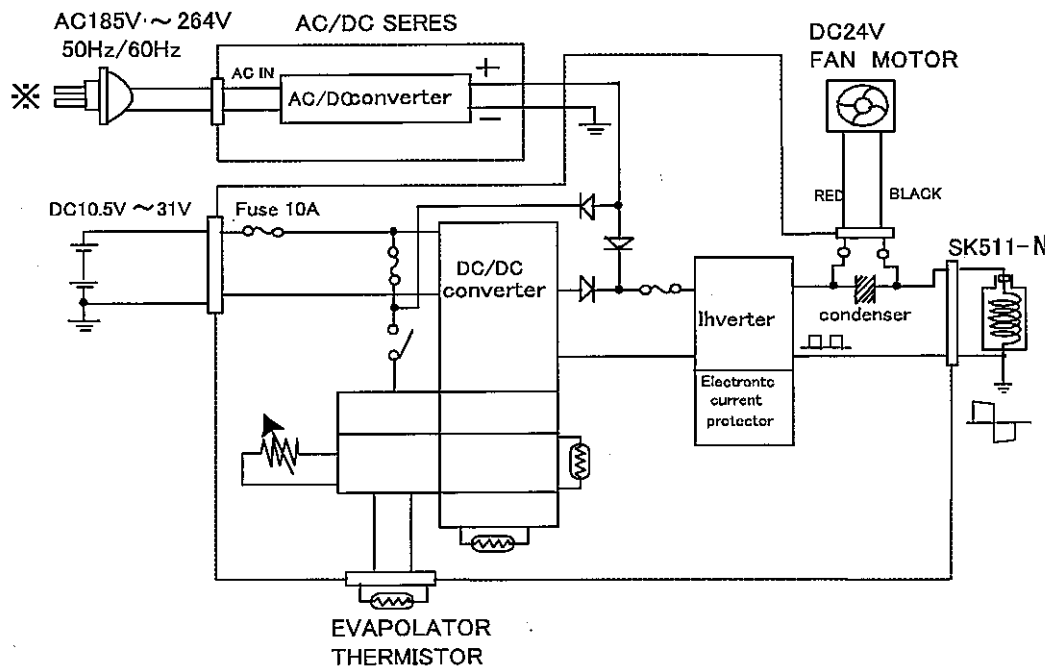 AC185V ~ 264V
50Hz/60Hz
※
AC/DC SERES
AC IN
AC/DCconverter
+
−
DC24V
FAN MOTOR
RED
BLACK
DC10.5V ~31V
Fuse 10A
DC/DC
converter
Ihverter
Electronic
current
protector
condenser
SK511-N
EVAPOLATOR
THERMISTOR